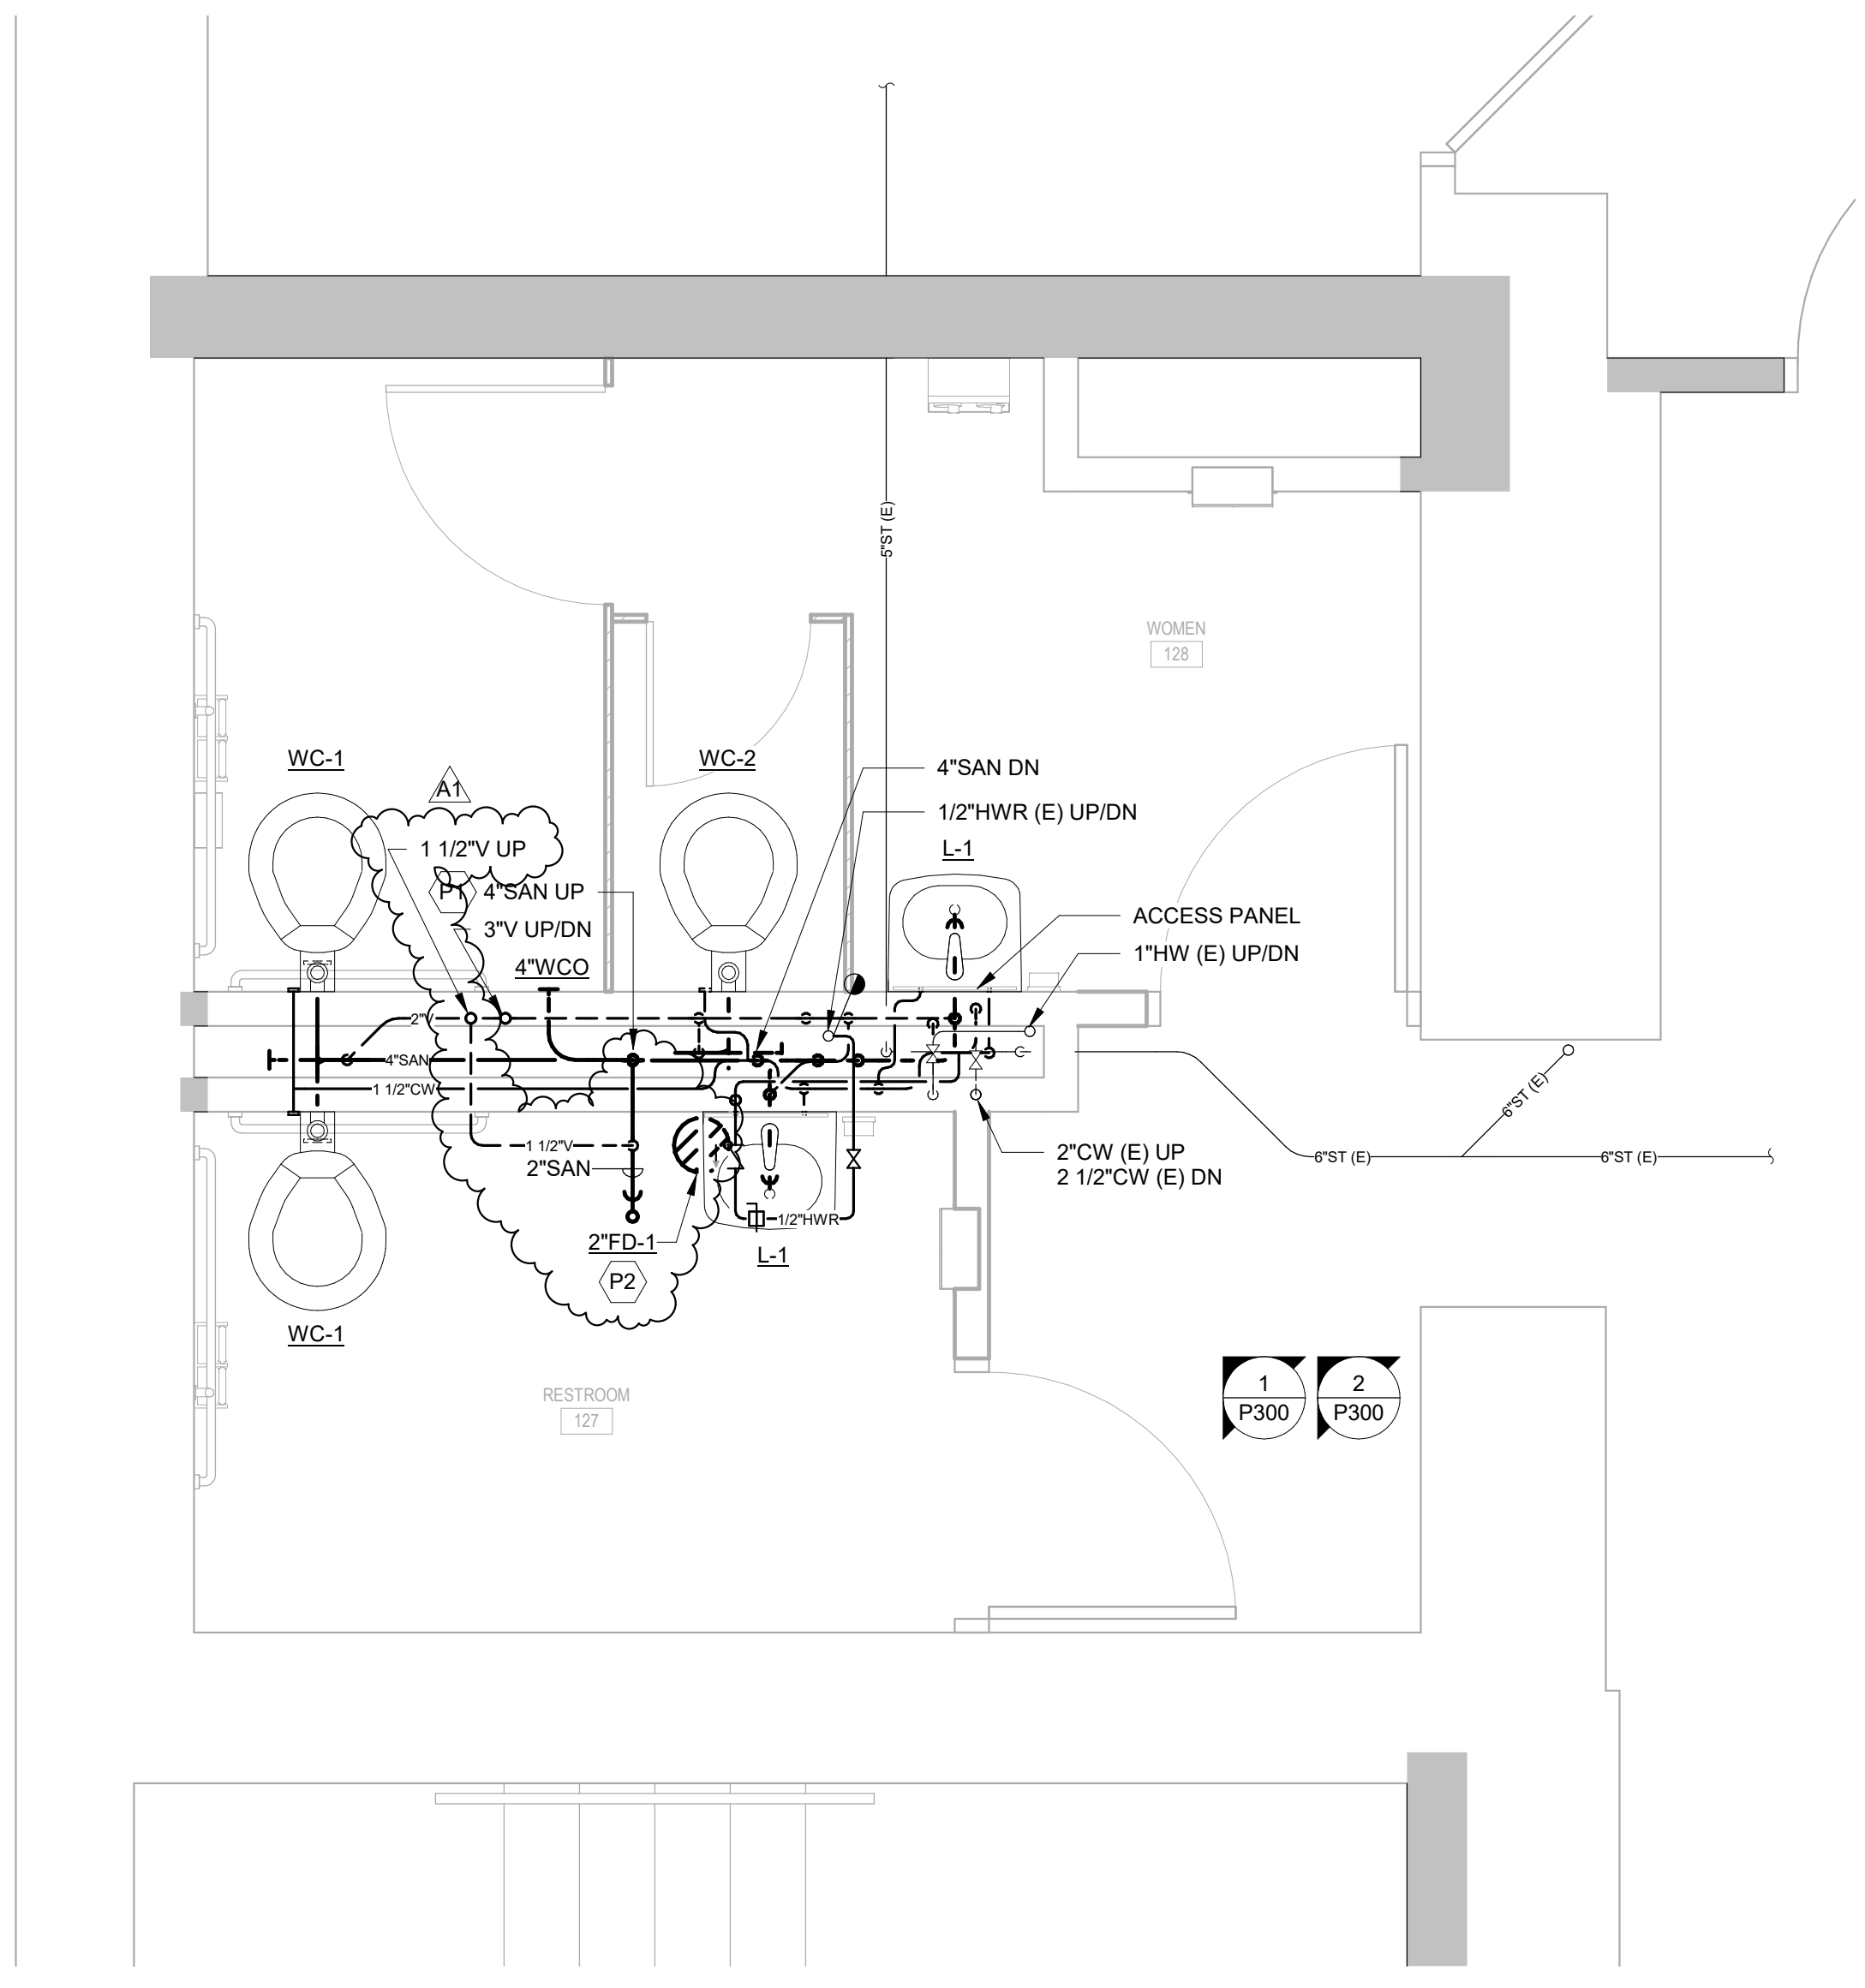 5"ST (E)
WOMEN
128
WC-1
WC-2
A1
4"SAN DN
1/2"HWR (E) UP/DN
1 1/2"V UP
L-1
P1
4"SAN UP
3"V UP/DN
ACCESS PANEL
1"HW (E) UP/DN
4"WCO
2"V
4"SAN
1 1/2"CW
6"ST (E)
1 1/2"V
2"SAN
2"CW (E) UP
2 1/2"CW (E) DN
6"ST (E)
6"ST (E)
1/2"HWR
2"FD-1
L-1
P2
WC-1
RESTROOM
127
1
P300
2
P300